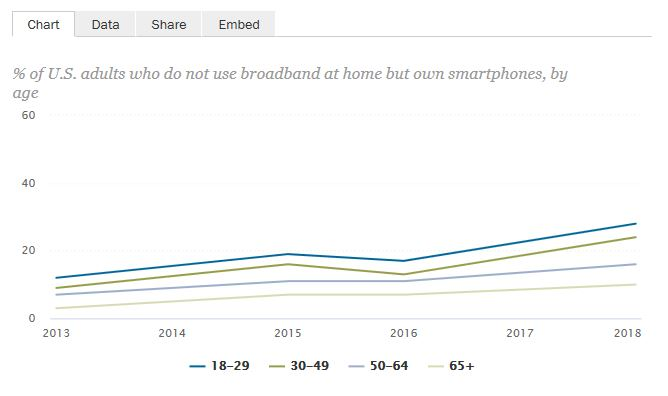 Chart Data Share Embed
% of U.S. adults who do not use broadband at home but own smartphones, by
age
60
40
20
0
2013 2014 2015 2016 2017 2018
18–29 30–49 50–64 65+